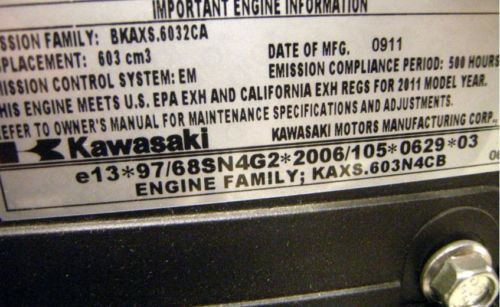 IMPORTANT ENGINE INFORMATION
SSION FAMILY: BKAXS.6032CA
PLACEMENT: 603 cm3
DATE OF MFG. 0911
MISSION CONTROL SYSTEM: EM
EMISSION COMPLIANCE PERIOD: 500 HOURS
HIS ENGINE MEETS U.S. EPA EXH AND CALIFORNIA EXH REGS FOR 2011 MODEL YEAR.
EFER TO OWNER'S MANUAL FOR MAINTENANCE SPECIFICATIONS AND ADJUSTMENTS.
Kawasaki KAWASAKI MOTORS MANUFACTURING CORP.,
e13*97/68SN4G2*2006/105*0629*03
ENGINE FAMILY; KAXS.603N4CB